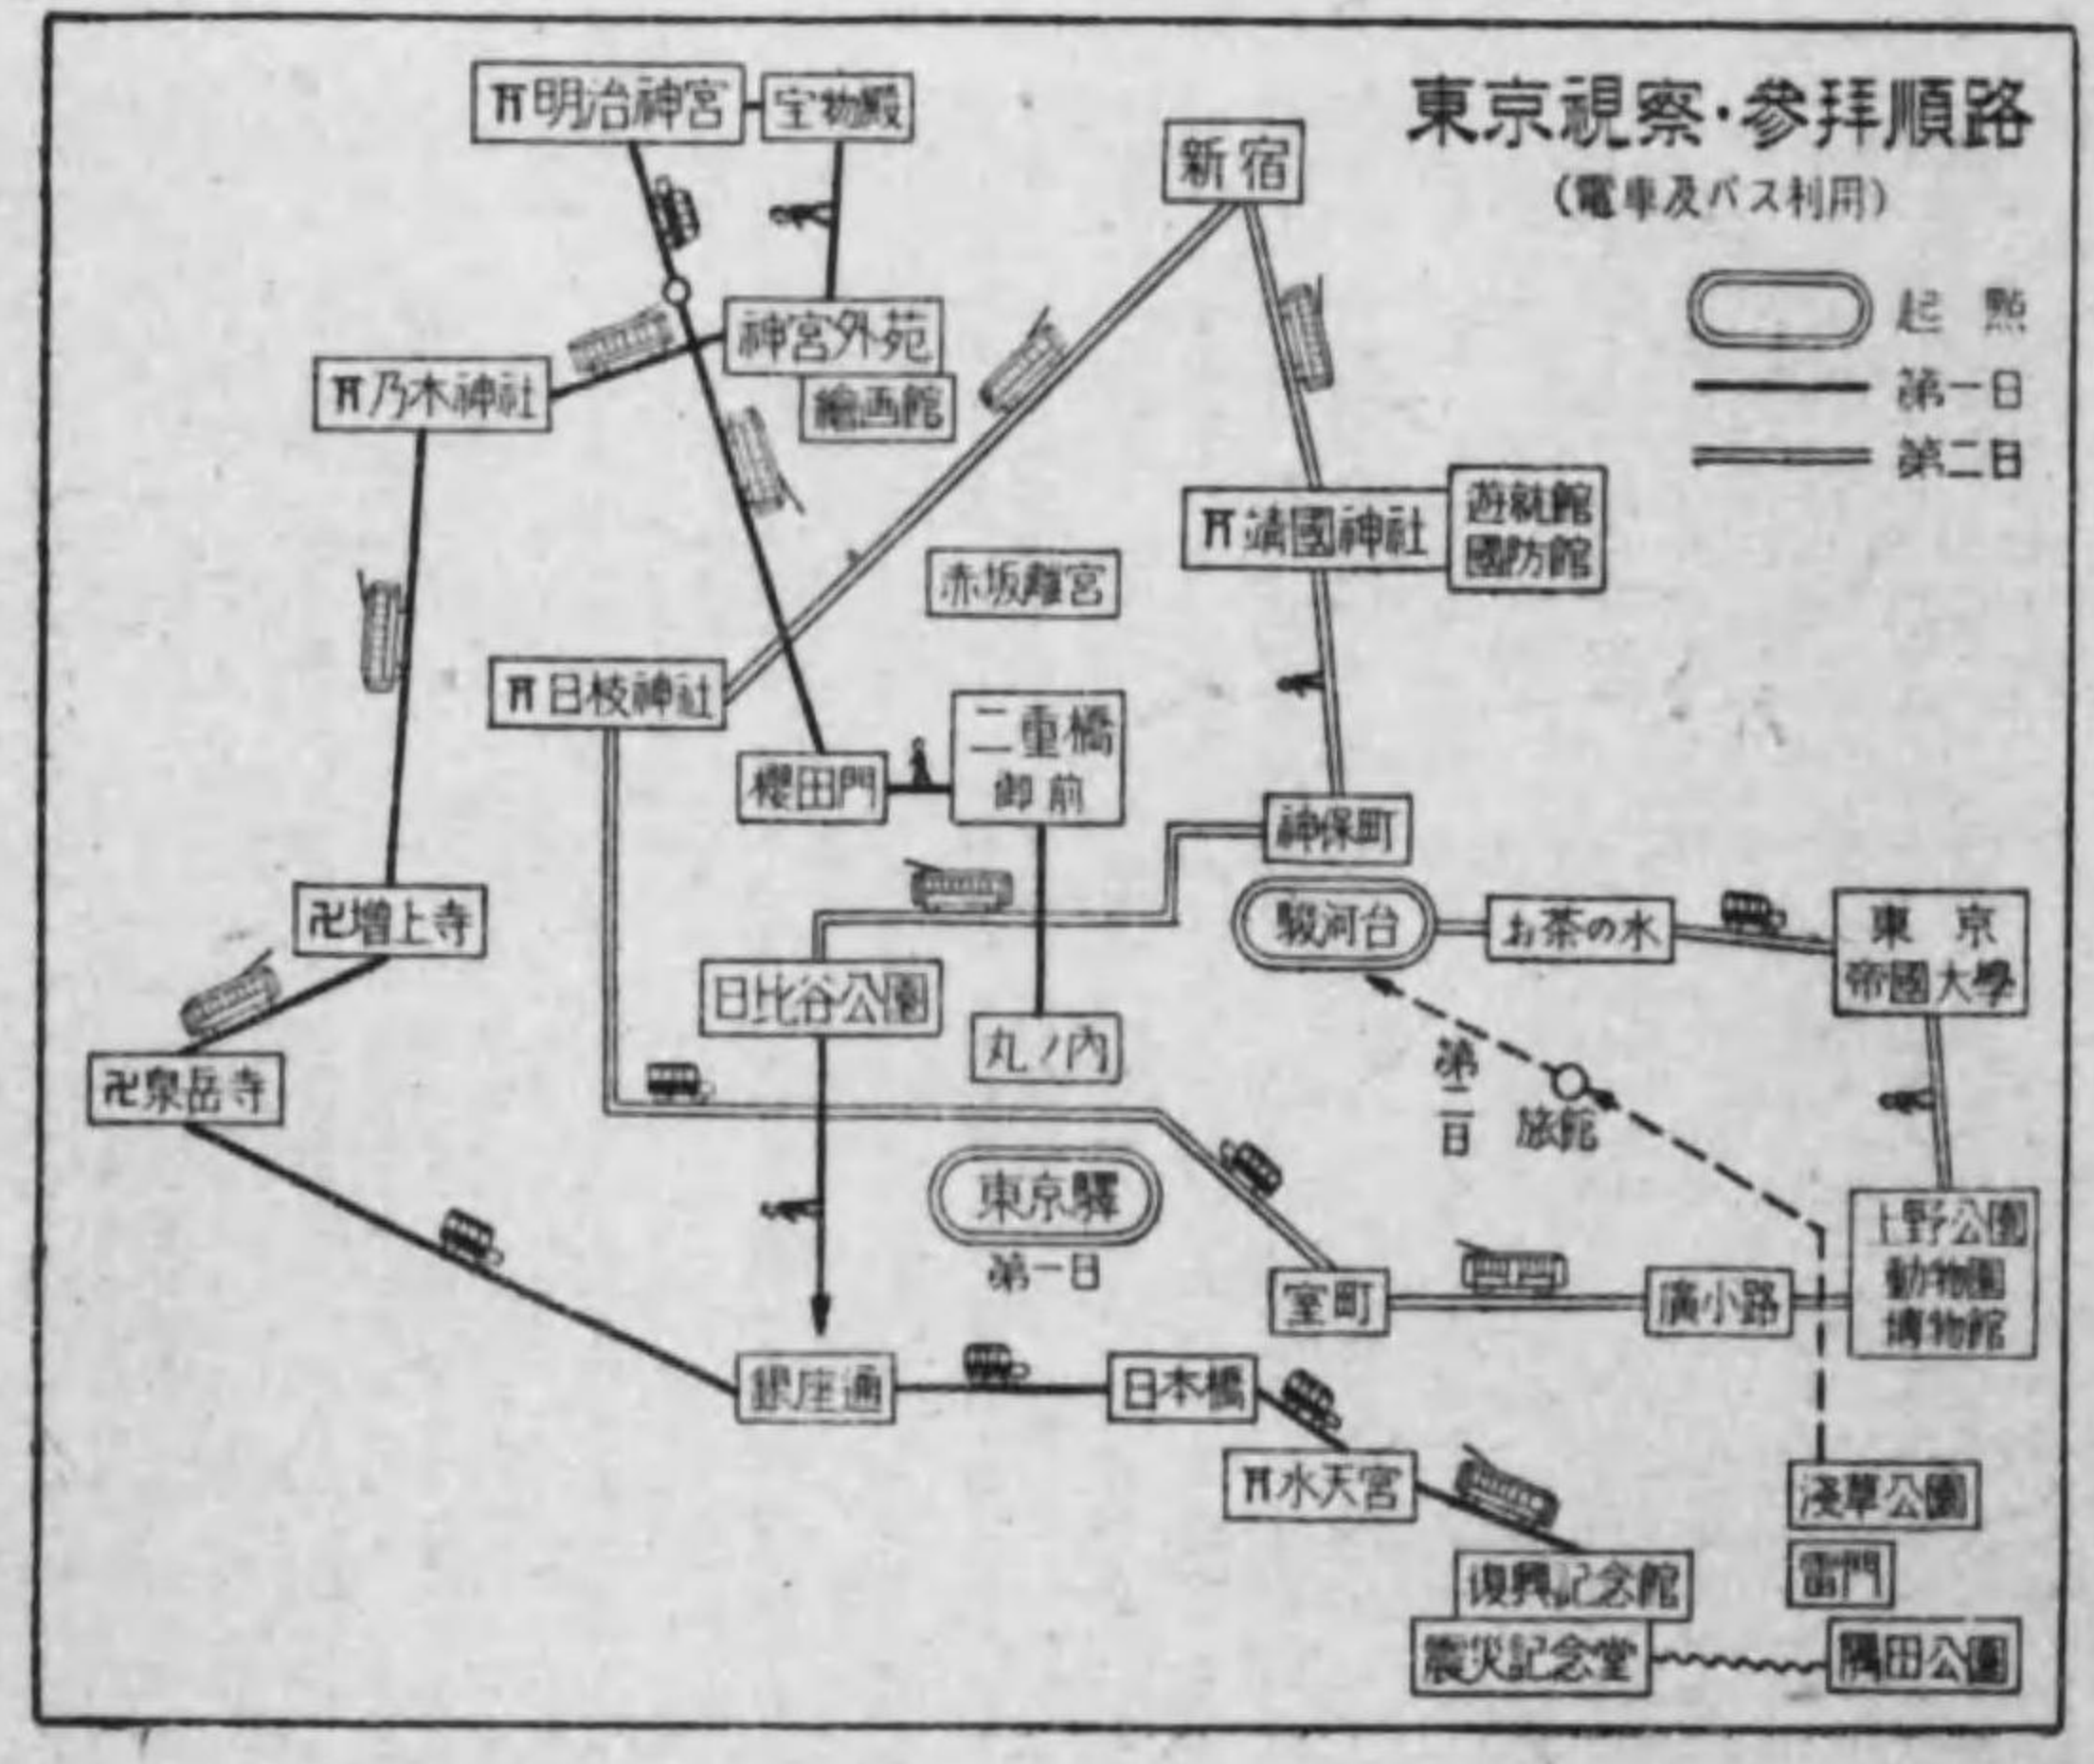 東京視察・參拜順路
(電車及バス利用)
起點
第一日
第二日
明治神宮
宝物殿
新宿
神宮外苑
繪画館
乃木神社
靖國神社
遊就館
國防館
赤坂離宮
日枝神社
櫻田門
二重橋
御前
神保町
駿河台
お茶の水
東京
帝國大學
卍増上寺
日比谷公園
丸ノ内
卍泉岳寺
第二日
旅館
東京驛
第一日
上野公園
動物園
博物館
室町
廣小路
銀座通
日本橋
水天宮
淺草公園
雷門
復興記念館
震災記念堂
隅田公園